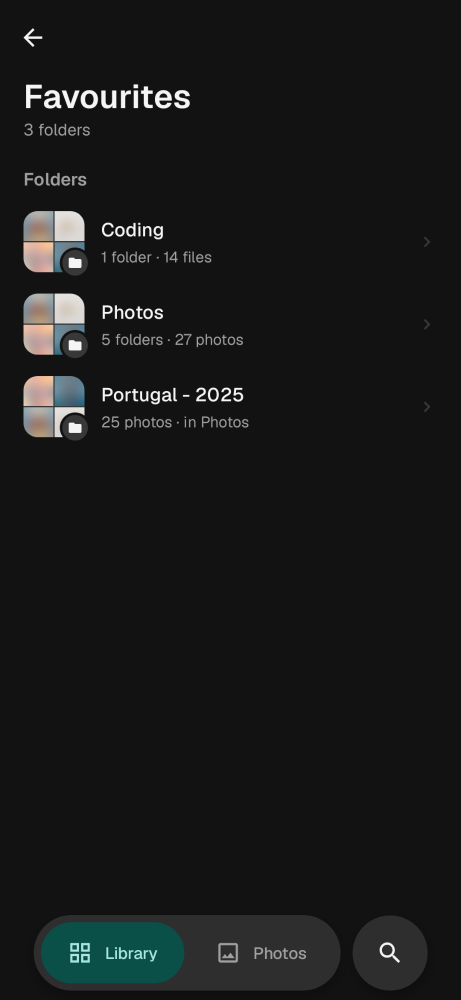 Favourites
3 folders
Folders
Coding
1 folder · 14 files
Photos
5 folders · 27 photos
Portugal - 2025
25 photos · in Photos
Library
Photos